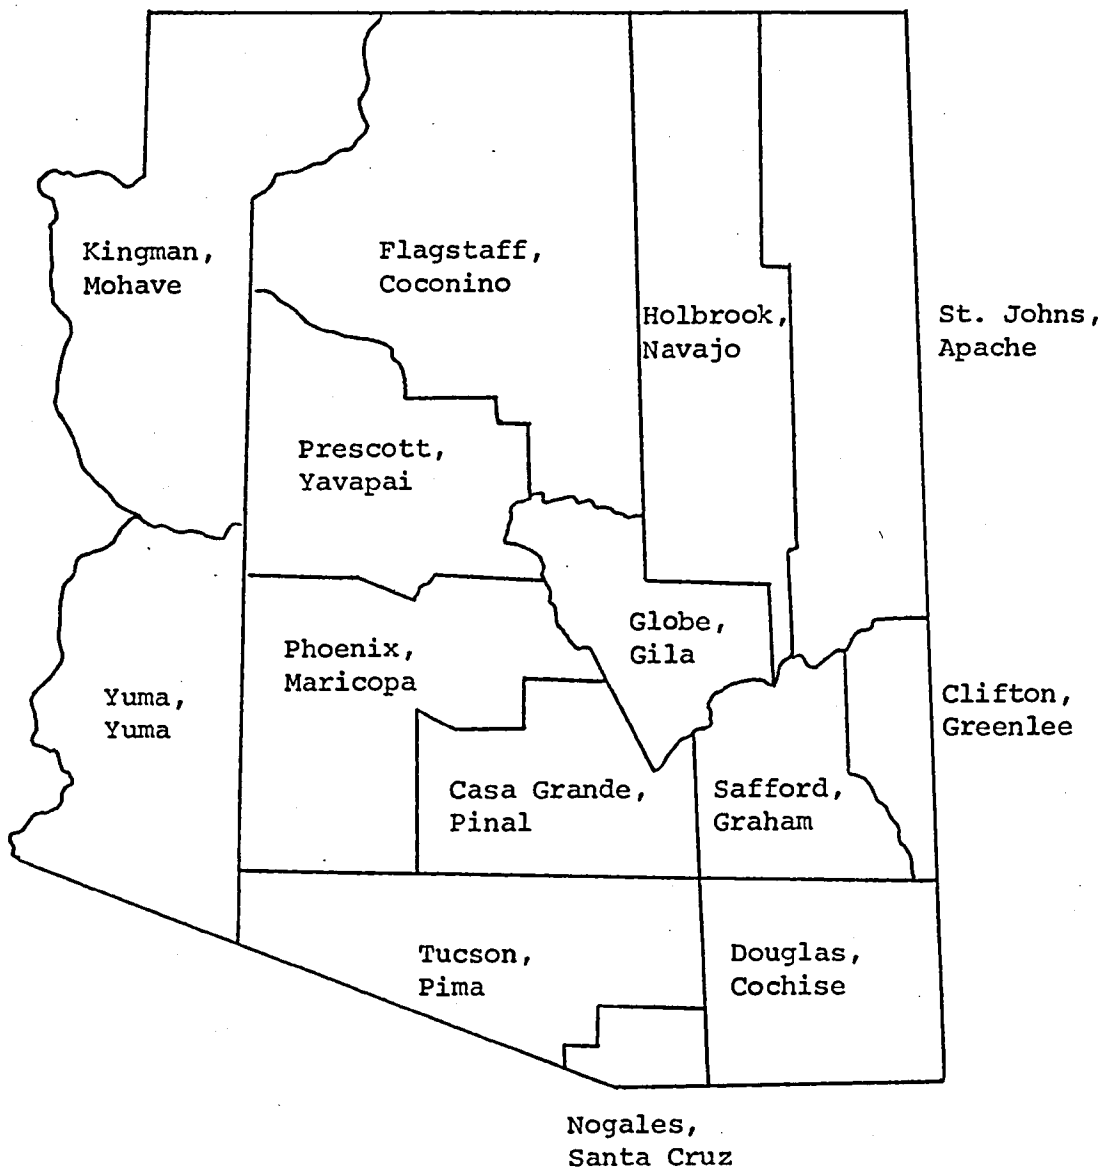 Kingman,
Mohave
Flagstaff,
Coconino
Holbrook,
Navajo
St. Johns,
Apache
Prescott,
Yavapai
Globe,
Gila
Phoenix,
Maricopa
Yuma,
Yuma
Clifton,
Greenlee
Casa Grande,
Pinal
Safford,
Graham
Tucson,
Pima
Douglas,
Cochise
Nogales,
Santa Cruz